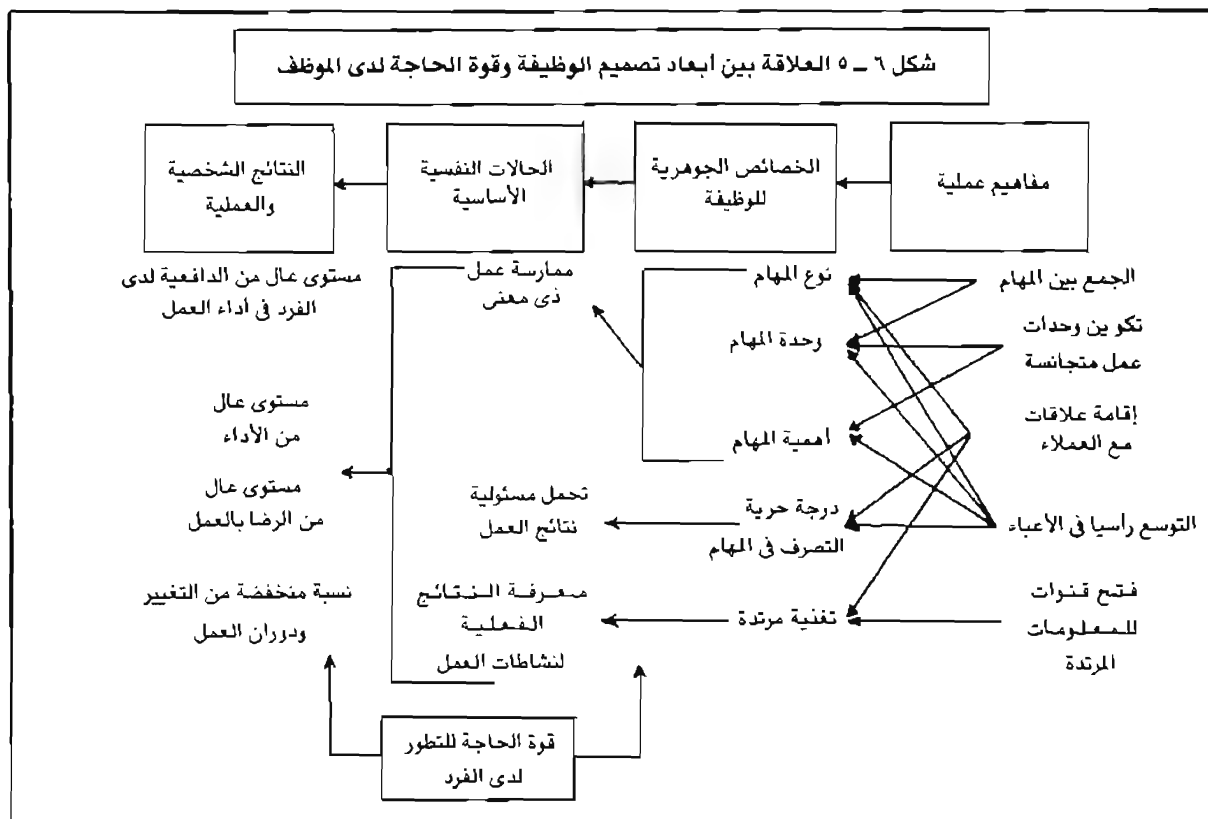 شكل ٦ – ٥ العلاقة بين أبعاد تصميم الوظيفة وقوة الحاجة لدى الموظف
مفاهيم عملية
الخصائص الجوهرية
للوظيفة
الحالات النفسية
الأساسية
النتائج الشخصية
والعملية
الجمع بين المهام
تكوين وحدات
عمل متجانسة
إقامة علاقات
مع العملاء
التوسع رأسيا فى الأعباء
فتح قنوات
للمعلومات
المرتدة
نوع المهام
وحدة المهام
أهمية المهام
درجة حرية
التصرف فى المهام
تغذية مرتدة
ممارسة عمل
ذى معنى
تحمل مسئولية
نتائج العمل
معرفة النتائج
الفعلية
لنشاطات العمل
مستوى عال من الدافعية لدى
الفرد فى أداء العمل
مستوى عال
من الأداء
مستوى عال
من الرضا بالعمل
نسبة منخفضة من التغيير
ودوران العمل
قوة الحاجة للتطور
لدى الفرد